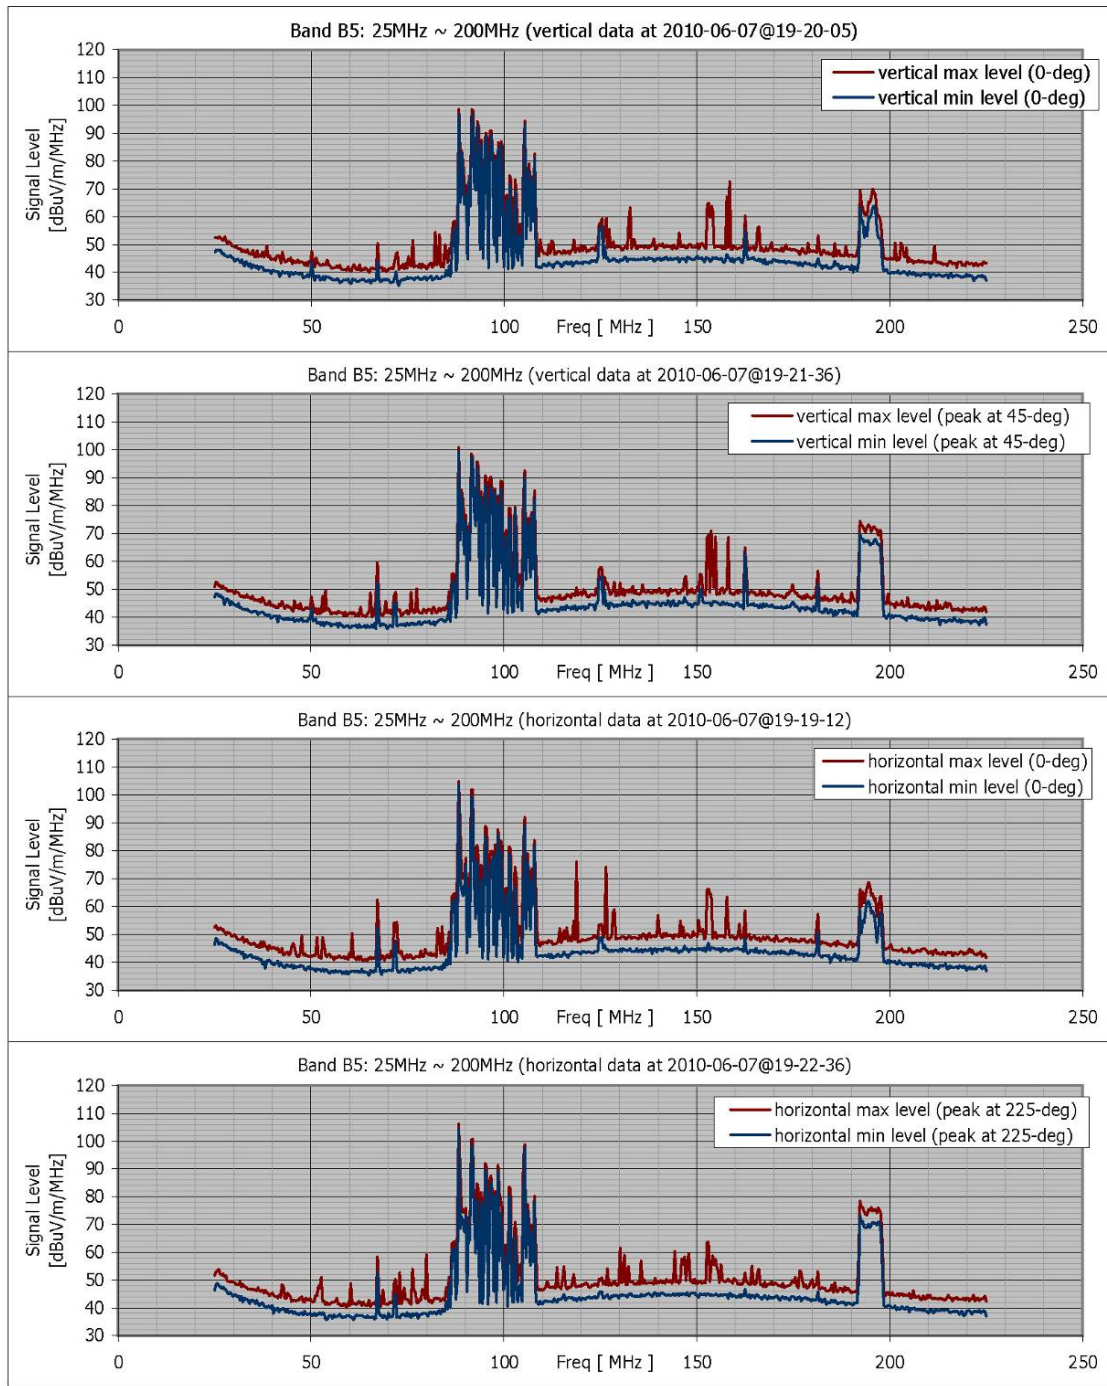 Band B5: 25MHz ~ 200MHz (vertical data at 2010-06-07@19-20-05)
120
110
100
90
80
70
60
50
40
30
Signal Level
[dBuV/m/MHz]
vertical max level (0-deg)
vertical min level (0-deg)
0 50 100 Freq [ MHz ] 150 200 250
Band B5: 25MHz ~ 200MHz (vertical data at 2010-06-07@19-21-36)
120
110
100
90
80
70
60
50
40
30
Signal Level
[dBuV/m/MHz]
vertical max level (peak at 45-deg)
vertical min level (peak at 45-deg)
0 50 100 Freq [ MHz ] 150 200 250
Band B5: 25MHz ~ 200MHz (horizontal data at 2010-06-07@19-19-12)
120
110
100
90
80
70
60
50
40
30
Signal Level
[dBuV/m/MHz]
horizontal max level (0-deg)
horizontal min level (0-deg)
0 50 100 Freq [ MHz ] 150 200 250
Band B5: 25MHz ~ 200MHz (horizontal data at 2010-06-07@19-22-36)
120
110
100
90
80
70
60
50
40
30
Signal Level
[dBuV/m/MHz]
horizontal max level (peak at 225-deg)
horizontal min level (peak at 225-deg)
0 50 100 Freq [ MHz ] 150 200 250